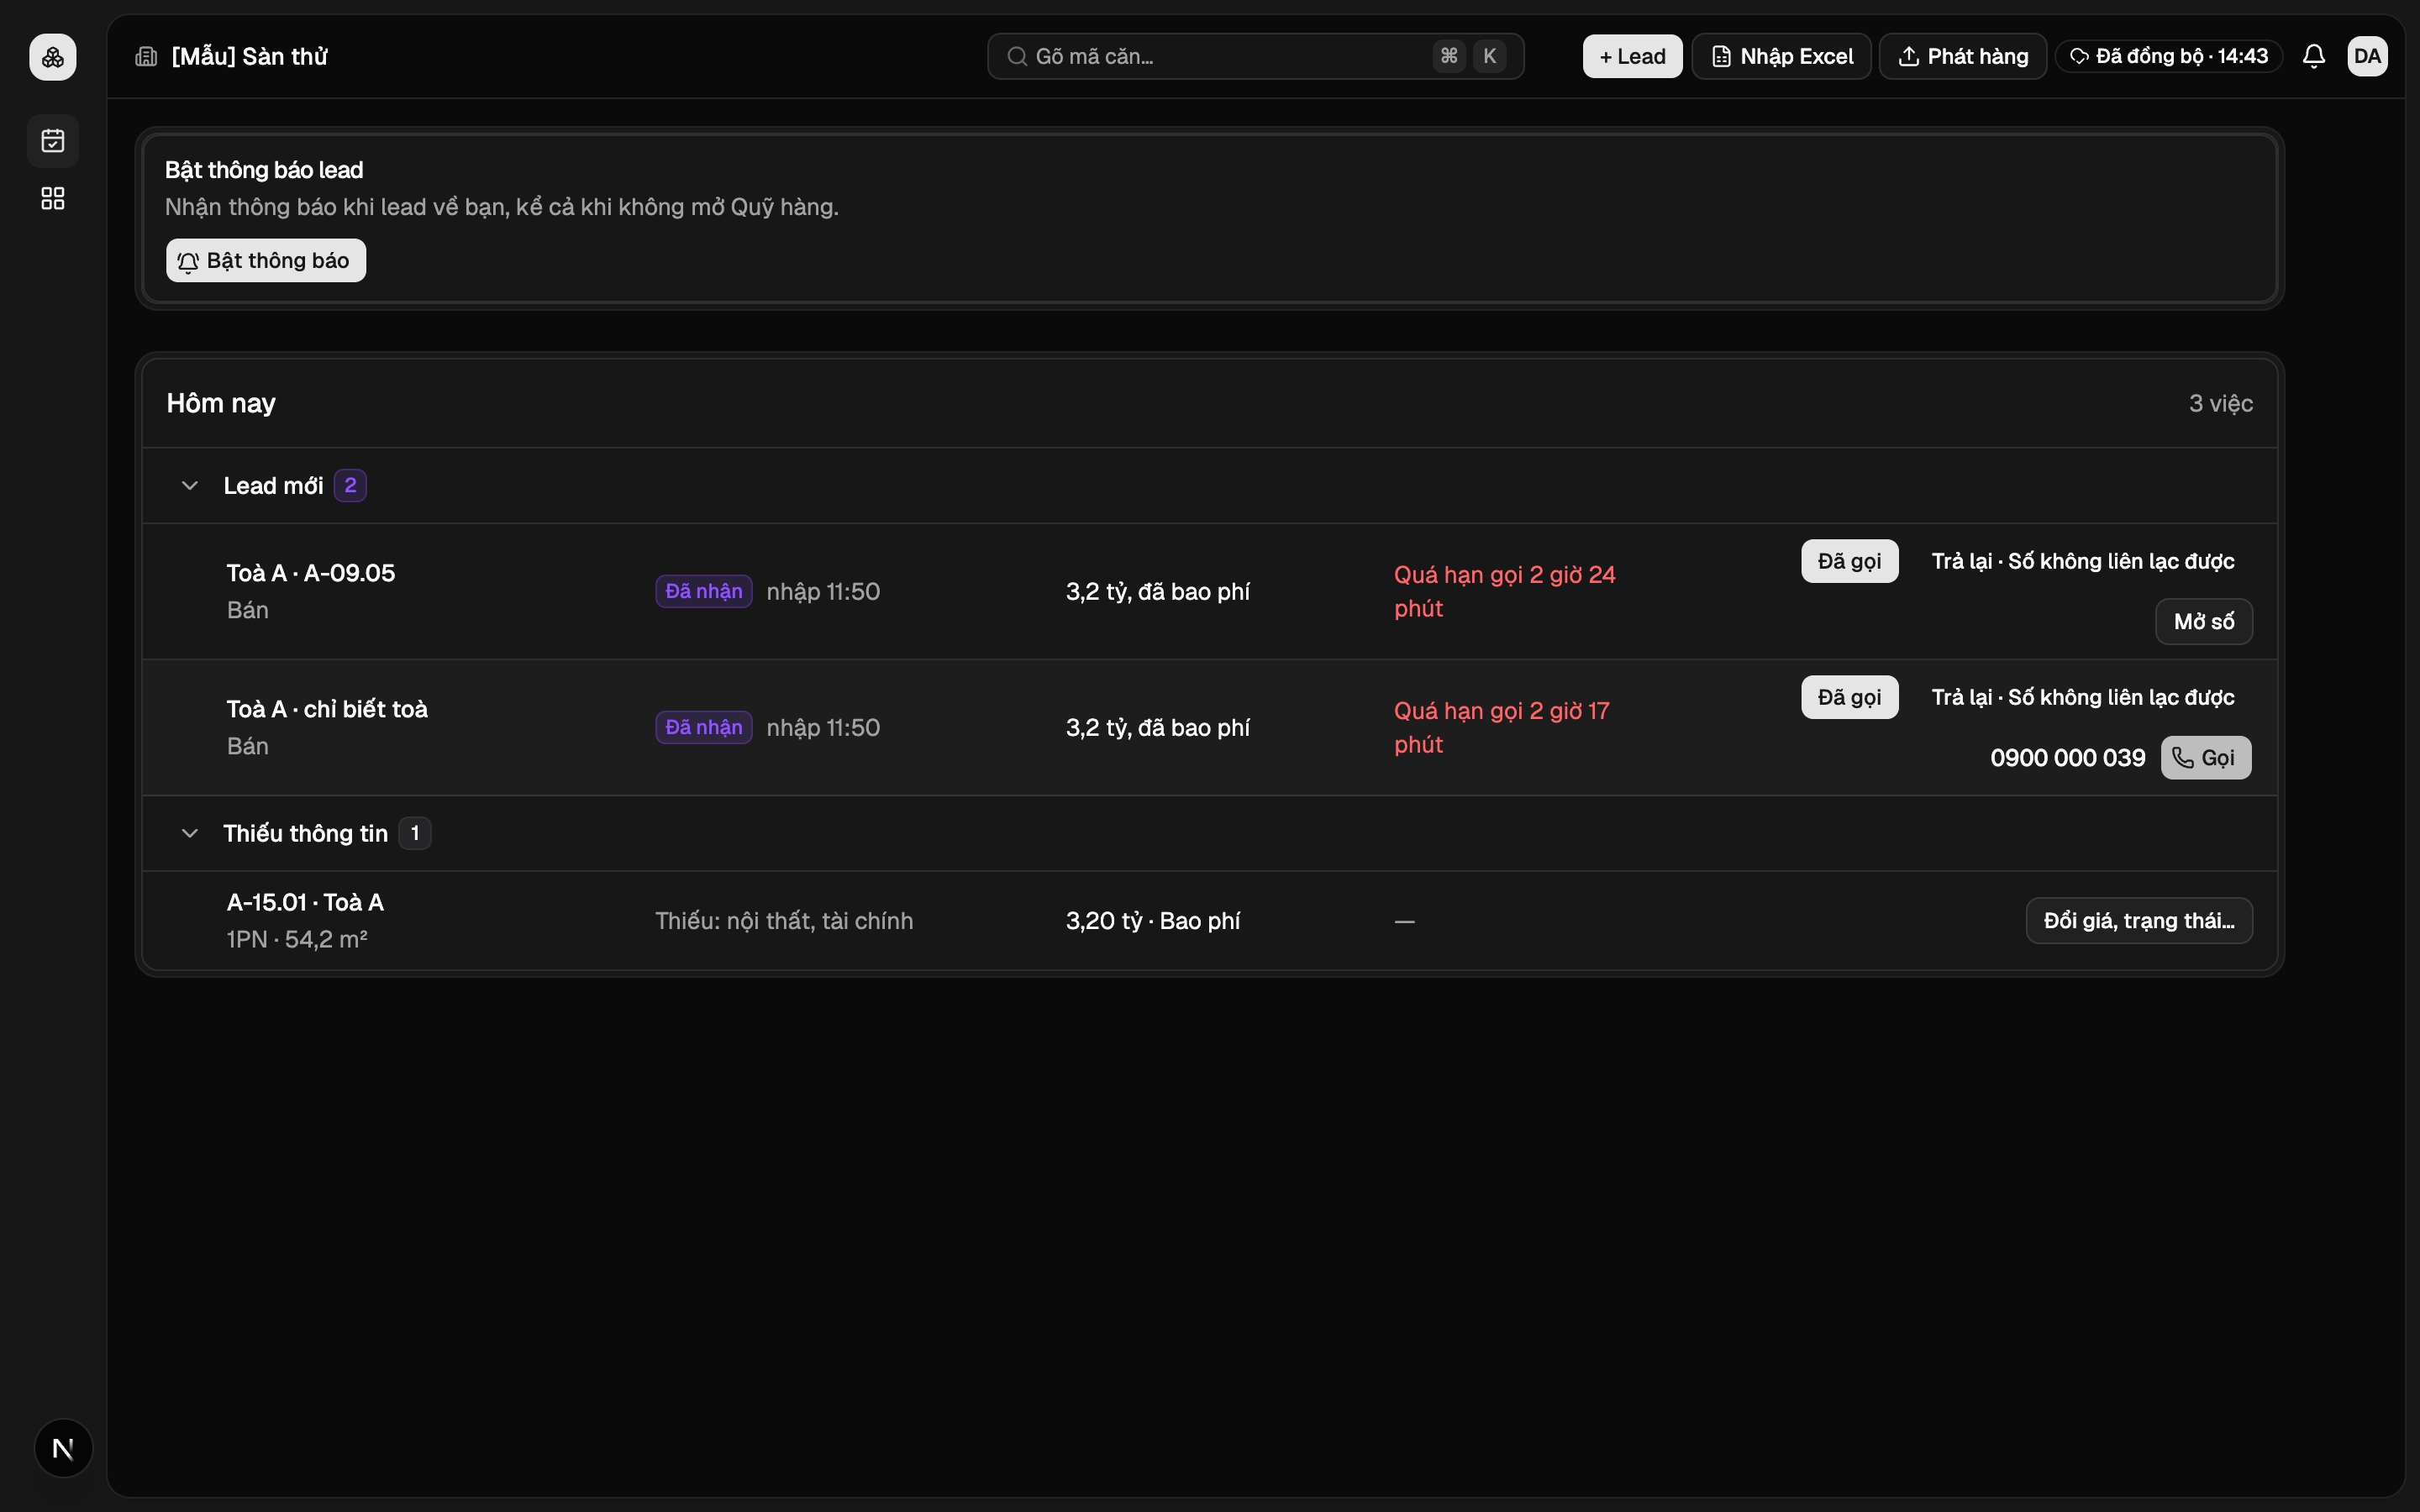 [Mẫu] Sàn thử
Gõ mã căn...
⌘ K
+ Lead
Nhập Excel
Phát hàng
Đã đồng bộ · 14:43
DA
Bật thông báo lead
Nhận thông báo khi lead về bạn, kể cả khi không mở Quỹ hàng.
Bật thông báo
Hôm nay
3 việc
Lead mới 2
Toà A · A-09.05
Bán
Đã nhận nhập 11:50
3,2 tỷ, đã bao phí
Quá hạn gọi 2 giờ 24
phút
Đã gọi
Trả lại · Số không liên lạc được
Mở số
Toà A · chỉ biết toà
Bán
Đã nhận nhập 11:50
3,2 tỷ, đã bao phí
Quá hạn gọi 2 giờ 17
phút
Đã gọi
Trả lại · Số không liên lạc được
0900 000 039
Gọi
Thiếu thông tin 1
A-15.01 · Toà A
1PN · 54,2 m²
Thiếu: nội thất, tài chính
3,20 tỷ · Bao phí
—
Đổi giá, trạng thái...
N